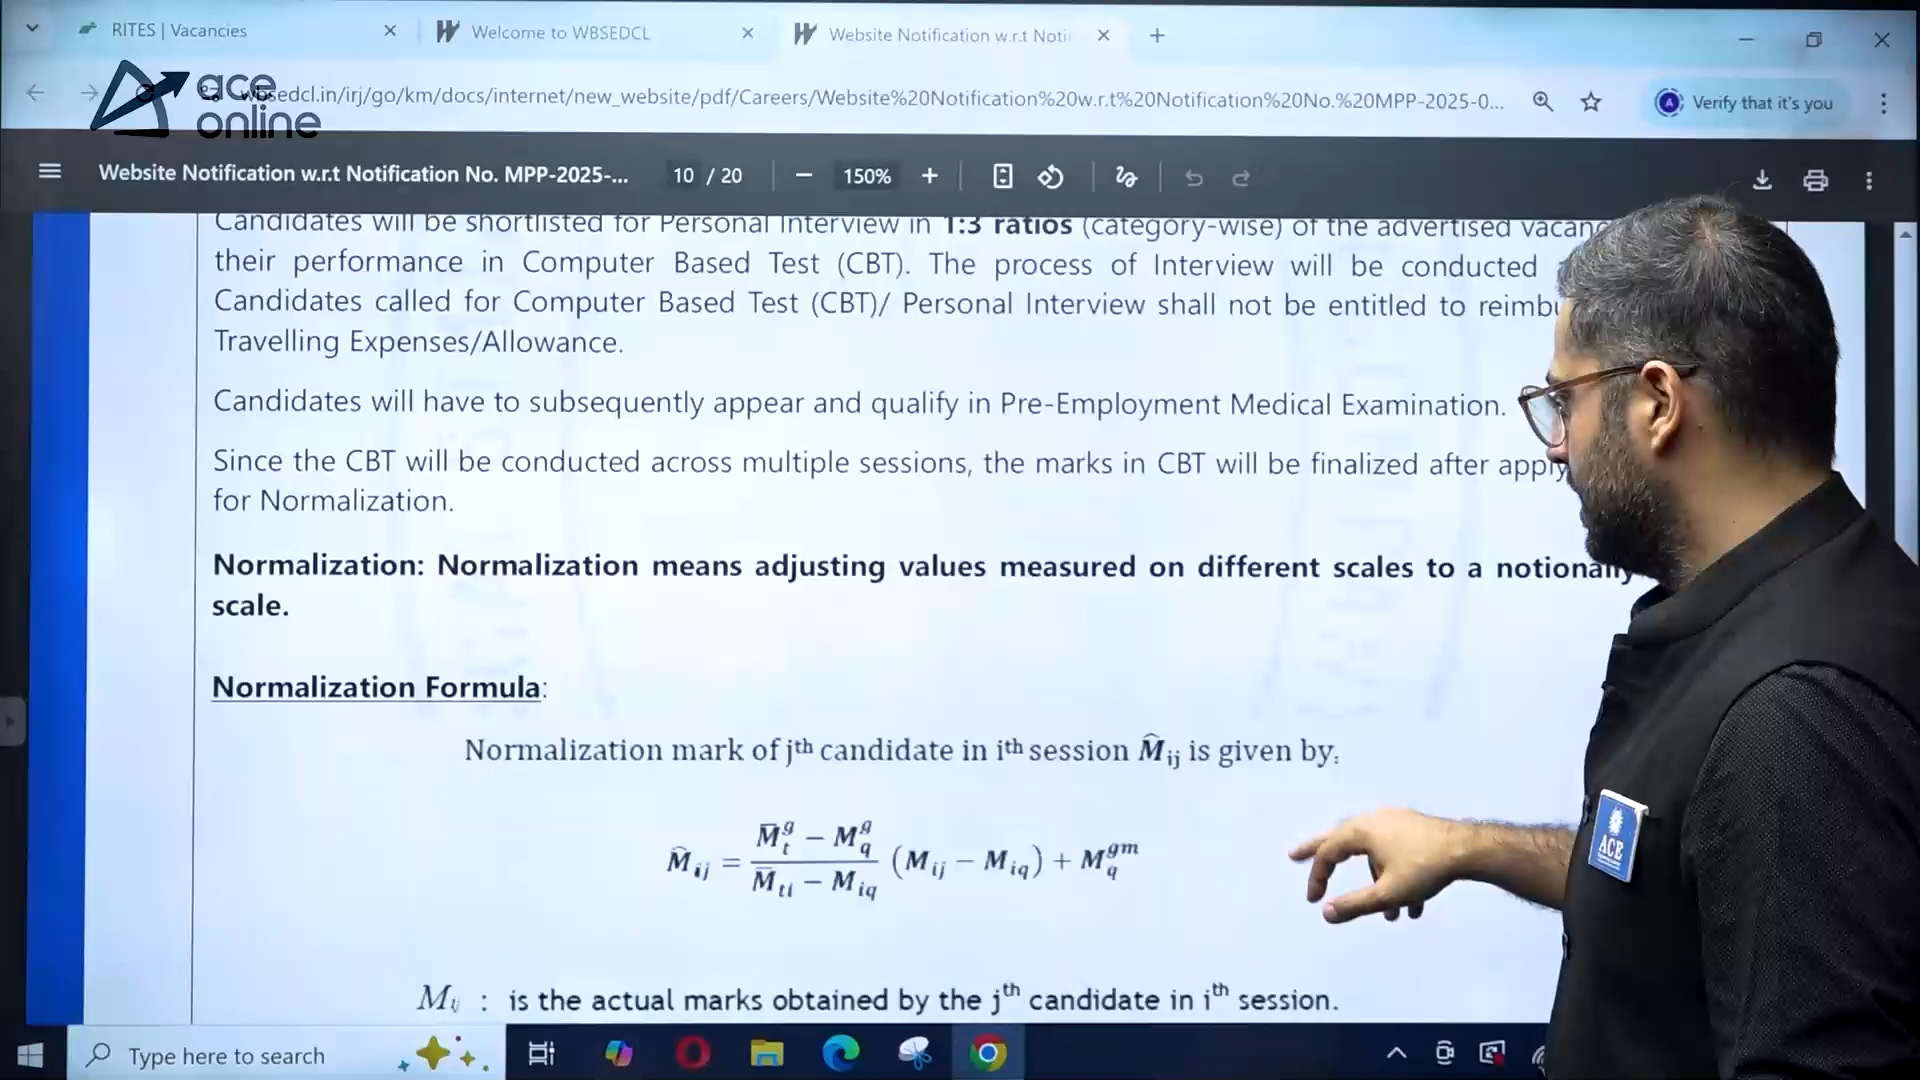 RITES | Vacancies
Welcome to WBSEDCL
Website Notification w.r.t Noti
ace
online
sedcl.in/irj/go/km/docs/internet/new_website/pdf/Careers/Website%20Notification%20w.r.t%20Notification%20No.%20MPP-2025-0...
Verify that it's you
Website Notification w.r.t Notification No. MPP-2025-...
10 / 20
150%
Candidates will be shortlisted for Personal Interview in 1:3 ratios (category-wise) of the advertised vacanc
their performance in Computer Based Test (CBT). The process of Interview will be conducted
Candidates called for Computer Based Test (CBT)/ Personal Interview shall not be entitled to reimbu
Travelling Expenses/Allowance.
Candidates will have to subsequently appear and qualify in Pre-Employment Medical Examination.
Since the CBT will be conducted across multiple sessions, the marks in CBT will be finalized after apply
for Normalization.
Normalization: Normalization means adjusting values measured on different scales to a notionally
scale.
Normalization Formula:
Normalization mark of jth candidate in ith session M̂ij is given by:
M̂ij = (M̄t^g − Mq^g) / (M̄ti − Miq) (Mij − Miq) + Mq^gm
Mij : is the actual marks obtained by the jth candidate in ith session.
ACE
Type here to search